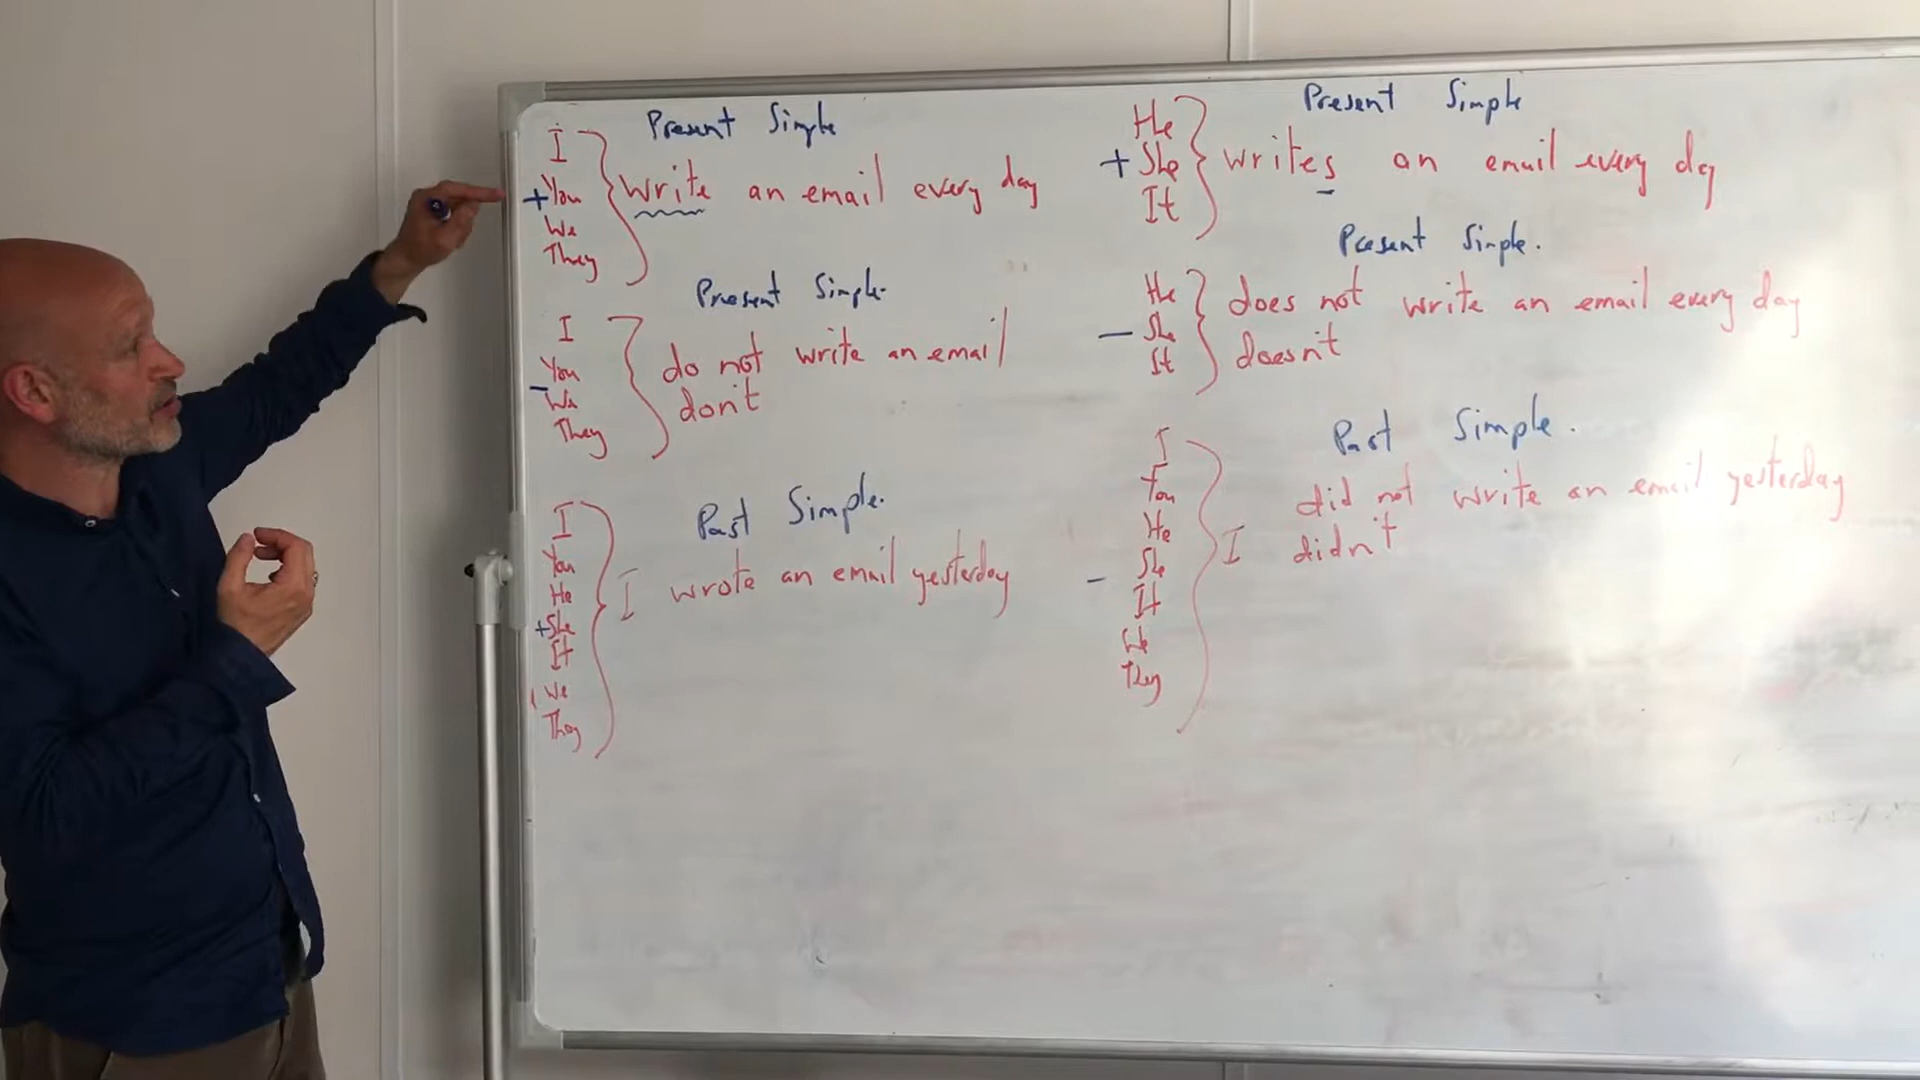 Present Simple
I
+ You
We
They
write an email every day
Present Simple.
I
You
- We
They
do not write an email
don't
Past Simple.
I
You
He
+ She
It
We
They
I wrote an email yesterday
Present Simple
He
+ She
It
writes an email every day
Present Simple.
He
- She
It
does not write an email every day
doesn't
Past Simple.
I
You
He
- She
It
We
They
did not write an email yesterday
I didn't